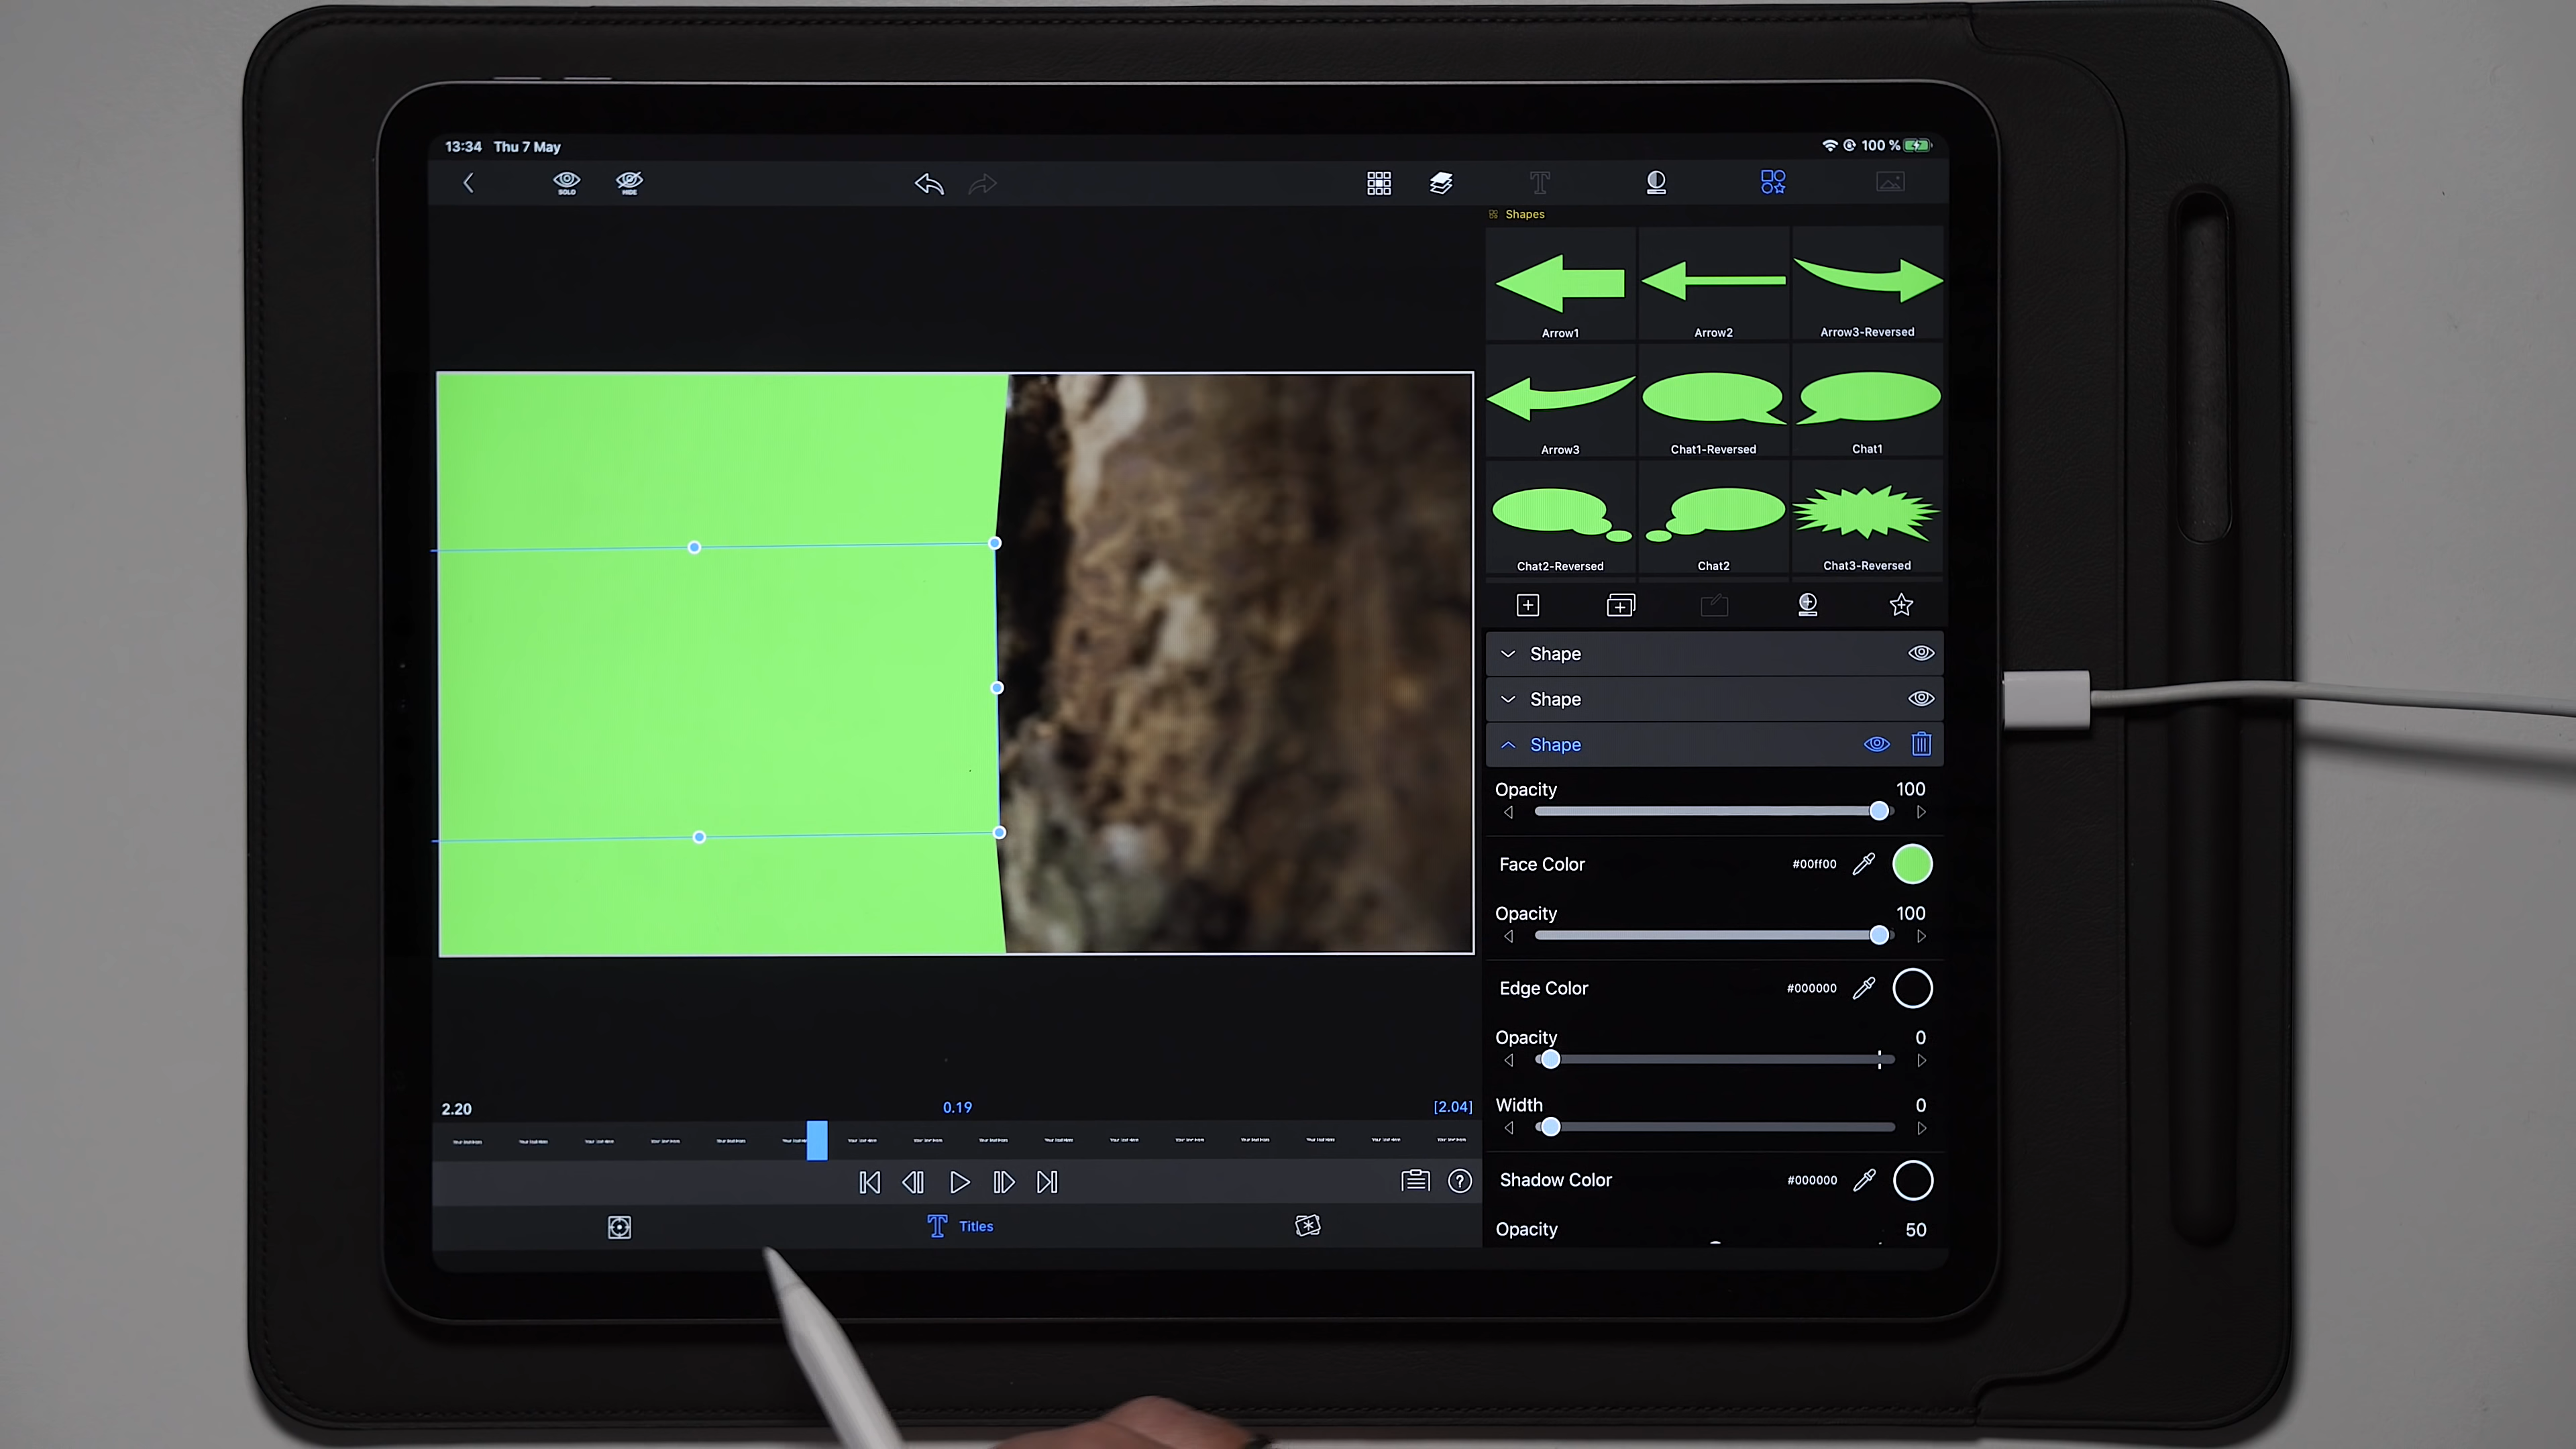 13:34 Thu 7 May
100 %
SOLO
HIDE
Shapes
Arrow1
Arrow2
Arrow3-Reversed
Arrow3
Chat1-Reversed
Chat1
Chat2-Reversed
Chat2
Chat3-Reversed
Shape
Shape
Shape
Opacity 100
Face Color #00ff00
Opacity 100
Edge Color #000000
Opacity 0
Width 0
Shadow Color #000000
Opacity 50
2.20 0.19 [2.04]
Titles